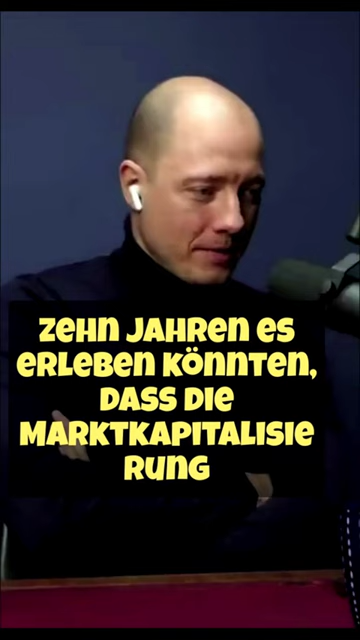 zehn Jahren es
erleben könnten,
dass die
Marktkapitalisie
rung